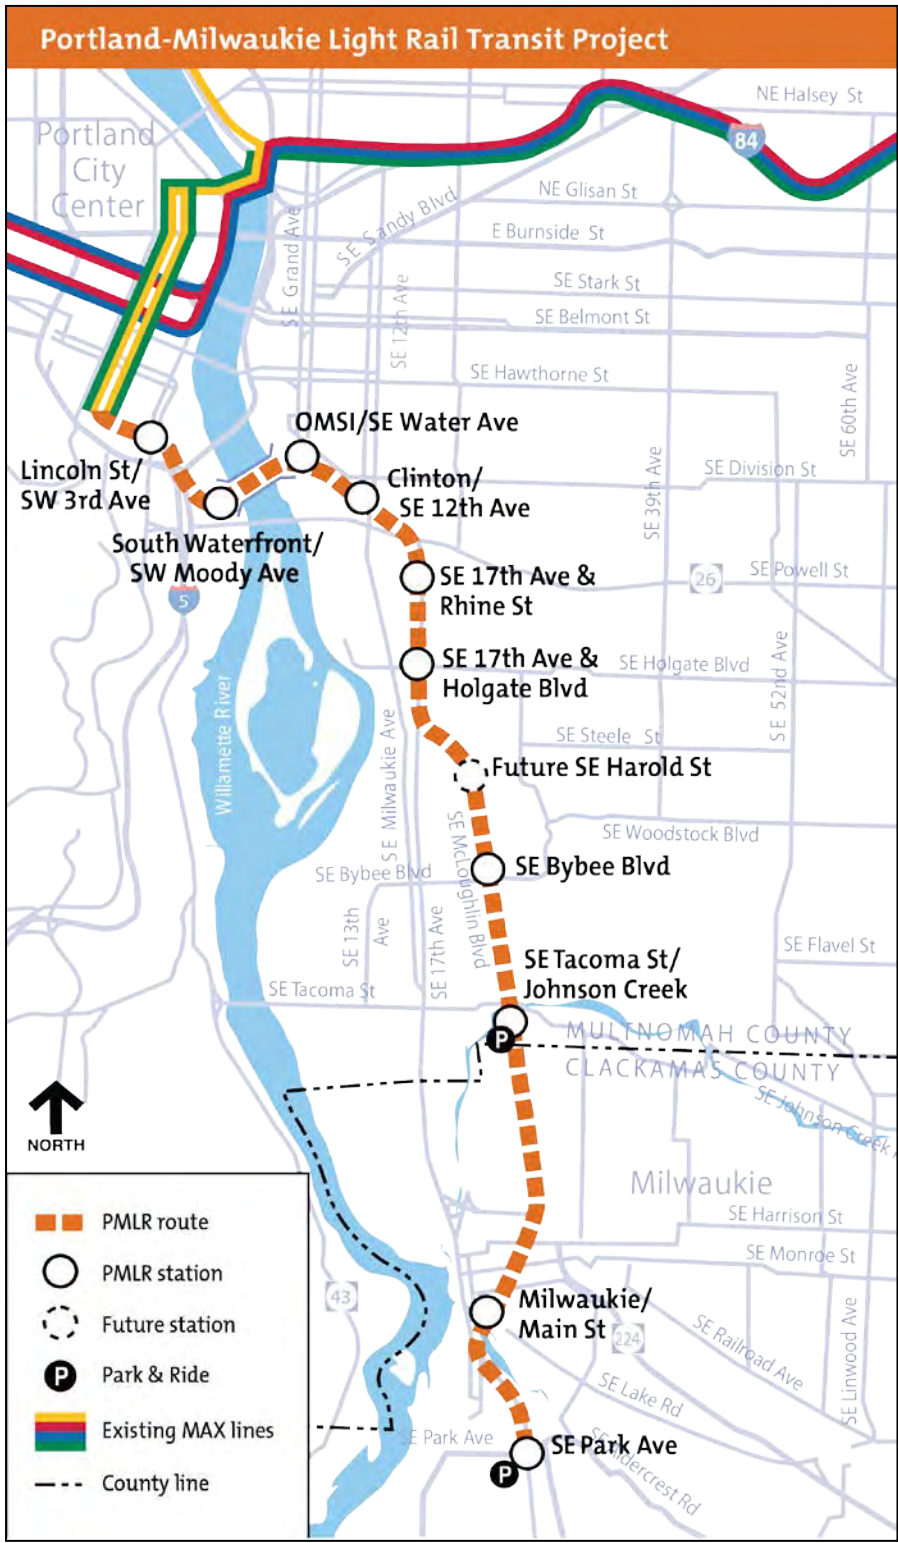 Portland-Milwaukie Light Rail Transit Project
NE Halsey St
Portland
City
Center
84
NE Glisan St
SE Sandy Blvd
E Burnside St
SE Grand Ave
SE Stark St
SE 12th Ave
SE Belmont St
SE Hawthorne St
SE 60th Ave
OMSI/SE Water Ave
Lincoln St/
SW 3rd Ave
Clinton/
SE 12th Ave
SE 39th Ave
SE Division St
South Waterfront/
SW Moody Ave
5
SE 17th Ave &
Rhine St
26
SE Powell St
SE 17th Ave &
Holgate Blvd
SE Holgate Blvd
SE 52nd Ave
Willamette River
SE Milwaukie Ave
SE Steele St
Future SE Harold St
SE McLoughlin Blvd
SE Woodstock Blvd
SE Bybee Blvd
SE Bybee Blvd
SE 13th
Ave
SE 17th Ave
SE Flavel St
SE Tacoma St/
Johnson Creek
SE Tacoma St
P
MULTNOMAH COUNTY
CLACKAMAS COUNTY
SE Johnson Creek
NORTH
Milwaukie
SE Harrison St
SE Monroe St
PMLR route
PMLR station
Future station
P
Park & Ride
Existing MAX lines
County line
43
Milwaukie/
Main St
224
SE Railroad Ave
SE Linwood Ave
SE Lake Rd
SE Park Ave
SE Park Ave
P
SE Aldercrest Rd